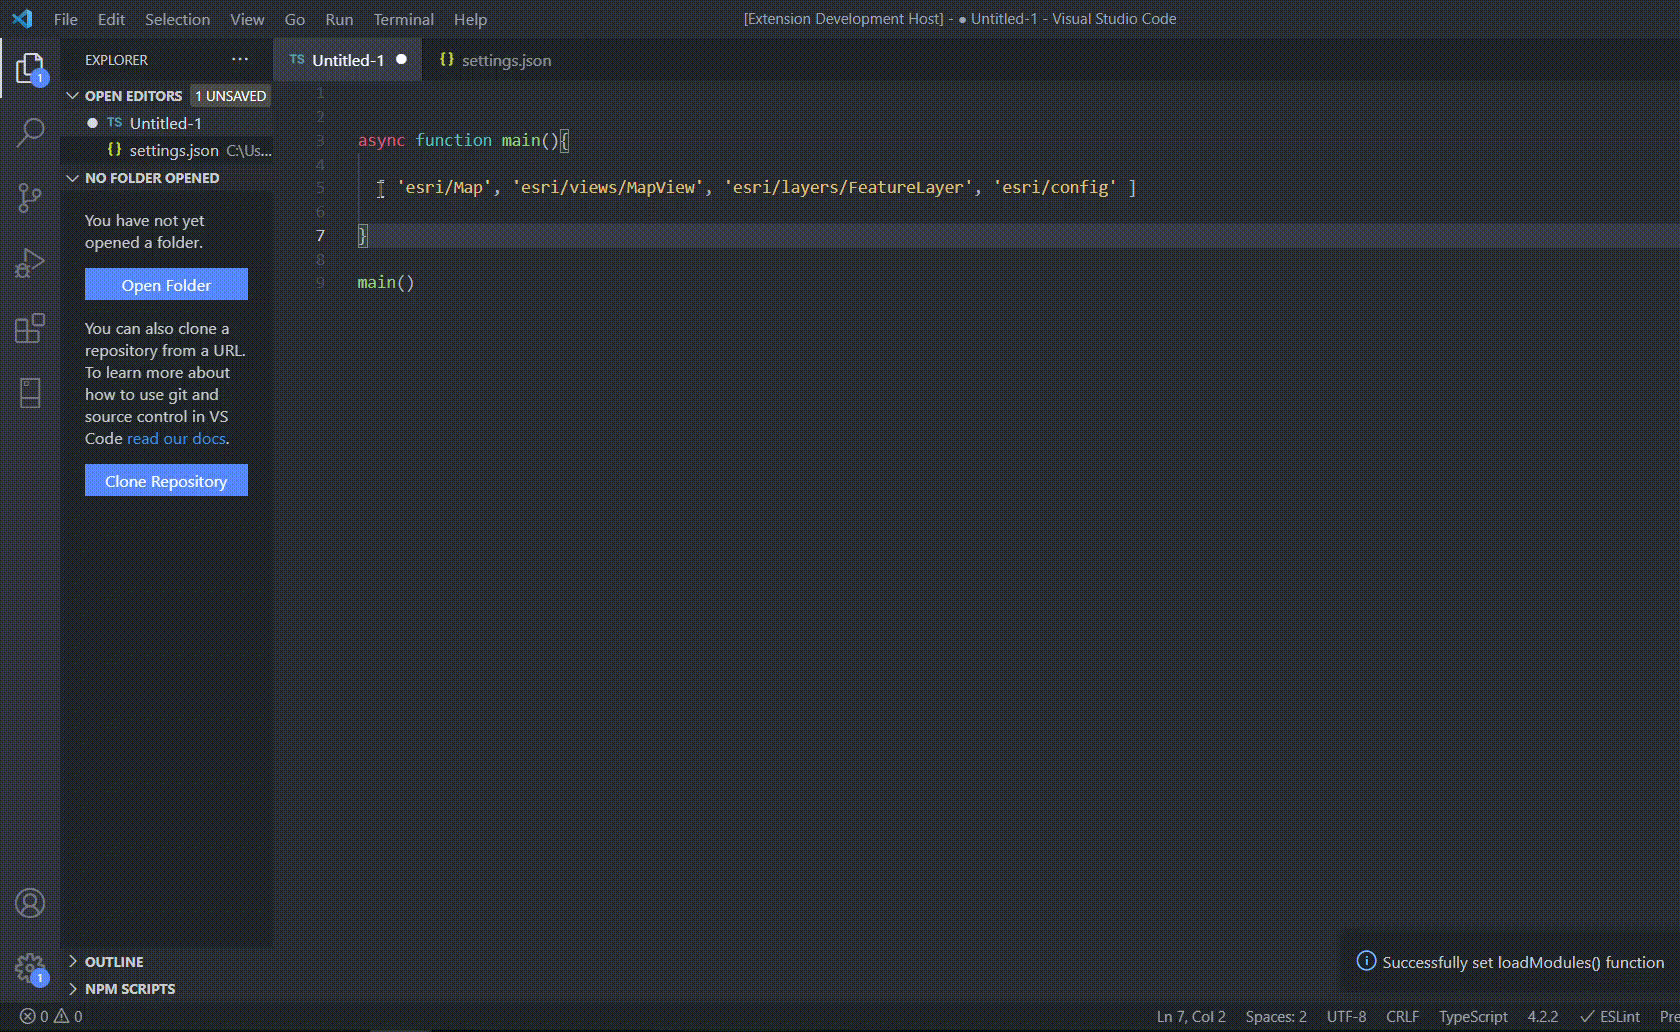 File Edit Selection View Go Run Terminal Help
[Extension Development Host] - ● Untitled-1 - Visual Studio Code
EXPLORER ···
TS Untitled-1 ●
{} settings.json
1
OPEN EDITORS 1 UNSAVED
● TS Untitled-1
{} settings.json C:\Us...
NO FOLDER OPENED
You have not yet
opened a folder.
Open Folder
You can also clone a
repository from a URL.
To learn more about
how to use git and
source control in VS
Code read our docs.
Clone Repository
OUTLINE
NPM SCRIPTS
1
1
2
3 async function main(){
4
5 [ 'esri/Map', 'esri/views/MapView', 'esri/layers/FeatureLayer', 'esri/config' ]
6
7 }
8
9 main()
Successfully set loadModules() function
0 0
Ln 7, Col 2 Spaces: 2 UTF-8 CRLF TypeScript 4.2.2 ✓ ESLint Pre